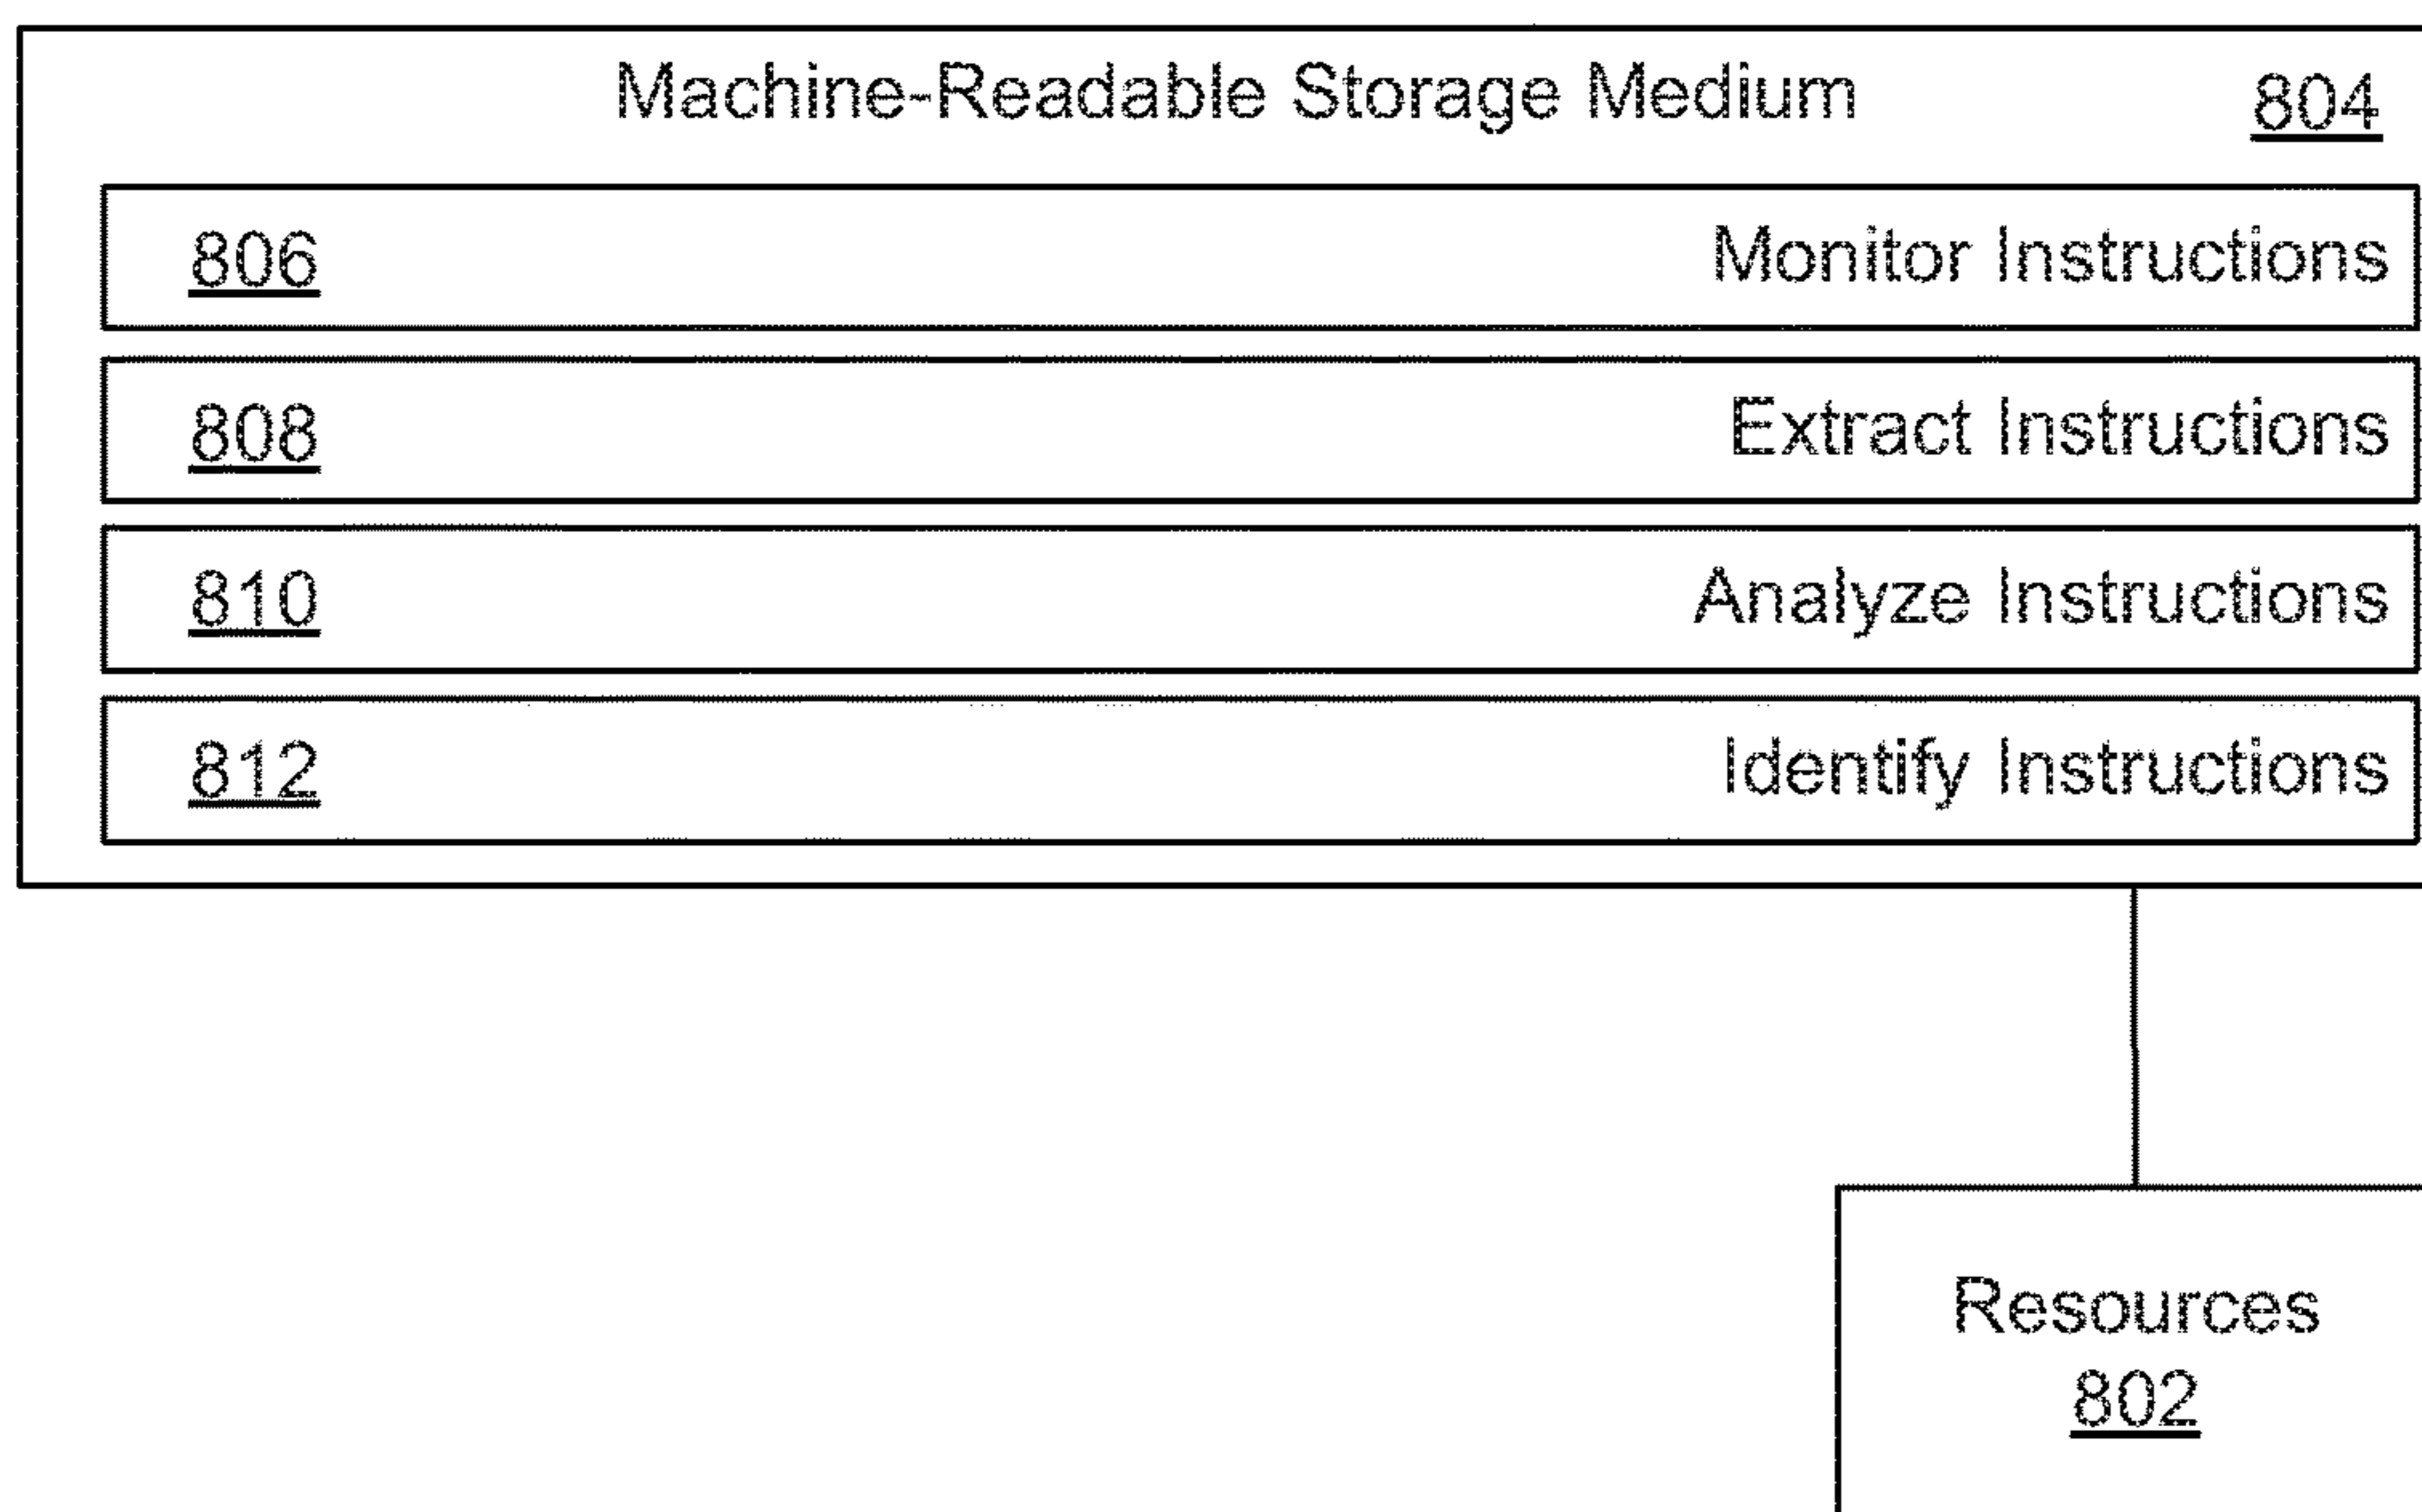 Machine-Readable Storage Medium 804
806 Monitor Instructions
808 Extract Instructions
810 Analyze Instructions
812 Identify Instructions
Resources
802